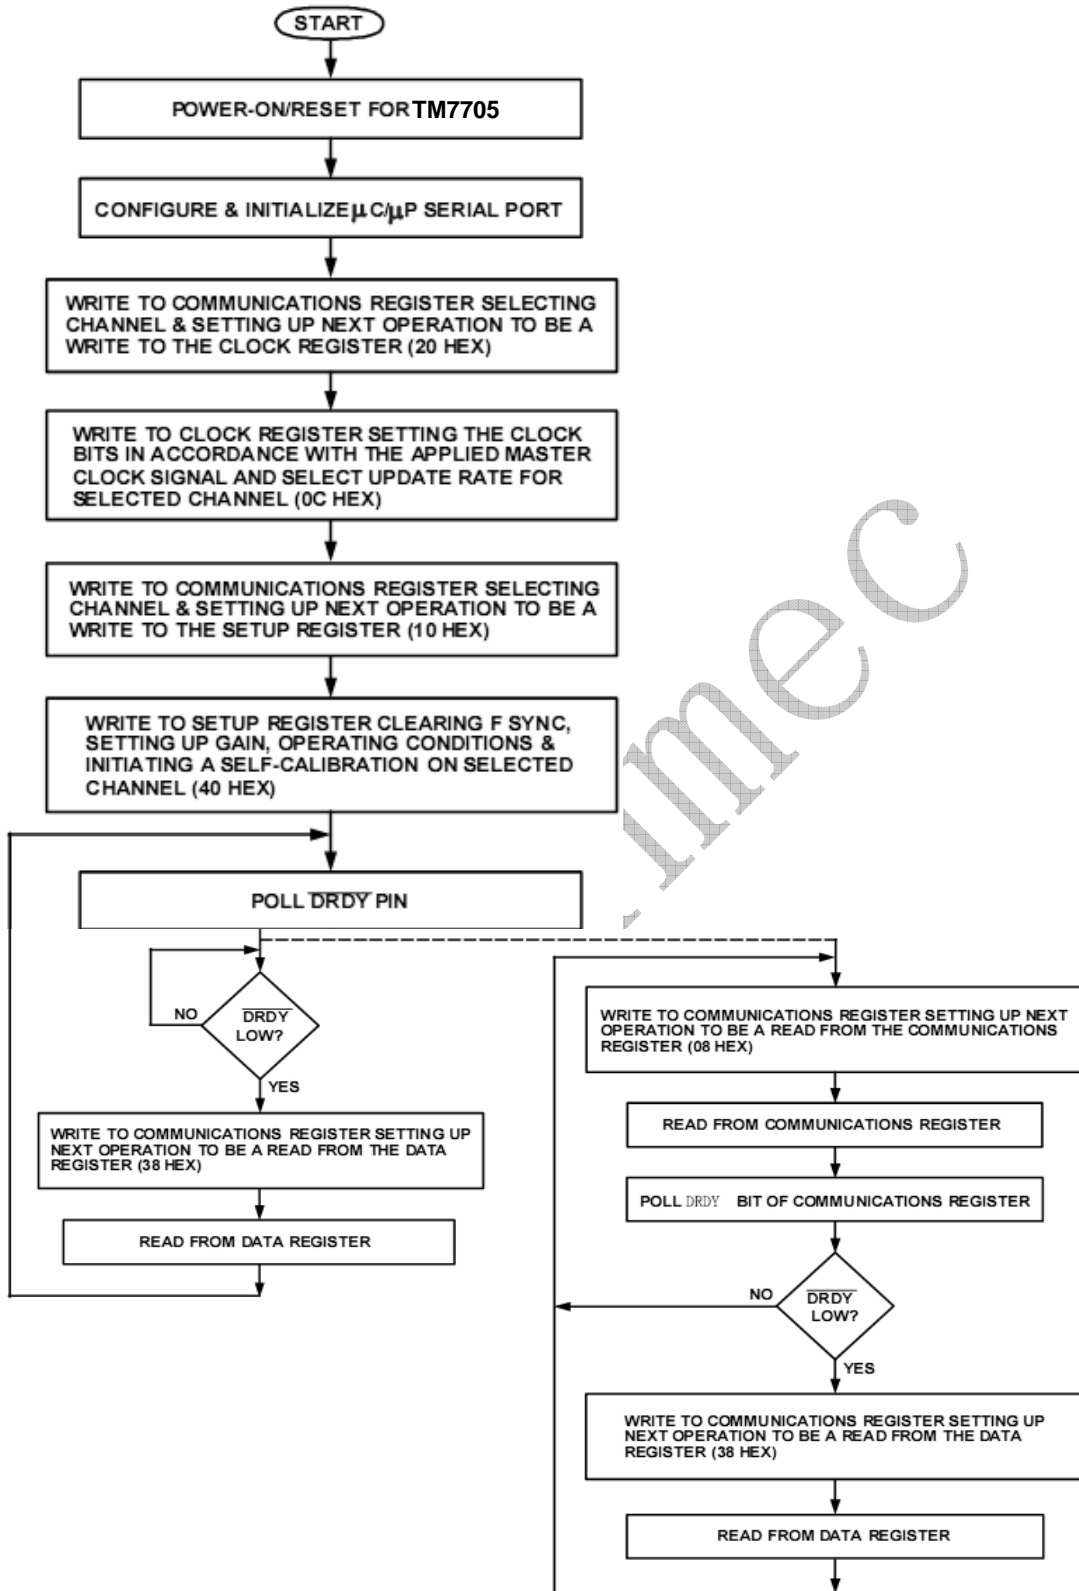 START
POWER-ON/RESET FOR TM7705
CONFIGURE & INITIALIZE μC/μP SERIAL PORT
WRITE TO COMMUNICATIONS REGISTER SELECTING
CHANNEL & SETTING UP NEXT OPERATION TO BE A
WRITE TO THE CLOCK REGISTER (20 HEX)
WRITE TO CLOCK REGISTER SETTING THE CLOCK
BITS IN ACCORDANCE WITH THE APPLIED MASTER
CLOCK SIGNAL AND SELECT UPDATE RATE FOR
SELECTED CHANNEL (0C HEX)
WRITE TO COMMUNICATIONS REGISTER SELECTING
CHANNEL & SETTING UP NEXT OPERATION TO BE A
WRITE TO THE SETUP REGISTER (10 HEX)
WRITE TO SETUP REGISTER CLEARING F SYNC,
SETTING UP GAIN, OPERATING CONDITIONS &
INITIATING A SELF-CALIBRATION ON SELECTED
CHANNEL (40 HEX)
POLL DRDY PIN
NO
DRDY
LOW?
YES
WRITE TO COMMUNICATIONS REGISTER SETTING UP
NEXT OPERATION TO BE A READ FROM THE DATA
REGISTER (38 HEX)
READ FROM DATA REGISTER
WRITE TO COMMUNICATIONS REGISTER SETTING UP NEXT
OPERATION TO BE A READ FROM THE COMMUNICATIONS
REGISTER (08 HEX)
READ FROM COMMUNICATIONS REGISTER
POLL DRDY BIT OF COMMUNICATIONS REGISTER
NO
DRDY
LOW?
YES
WRITE TO COMMUNICATIONS REGISTER SETTING UP
NEXT OPERATION TO BE A READ FROM THE DATA
REGISTER (38 HEX)
READ FROM DATA REGISTER